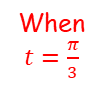 When
t = π/3